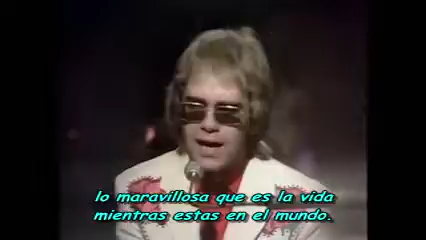 lo maravillosa que es la vida
mientras estas en el mundo.